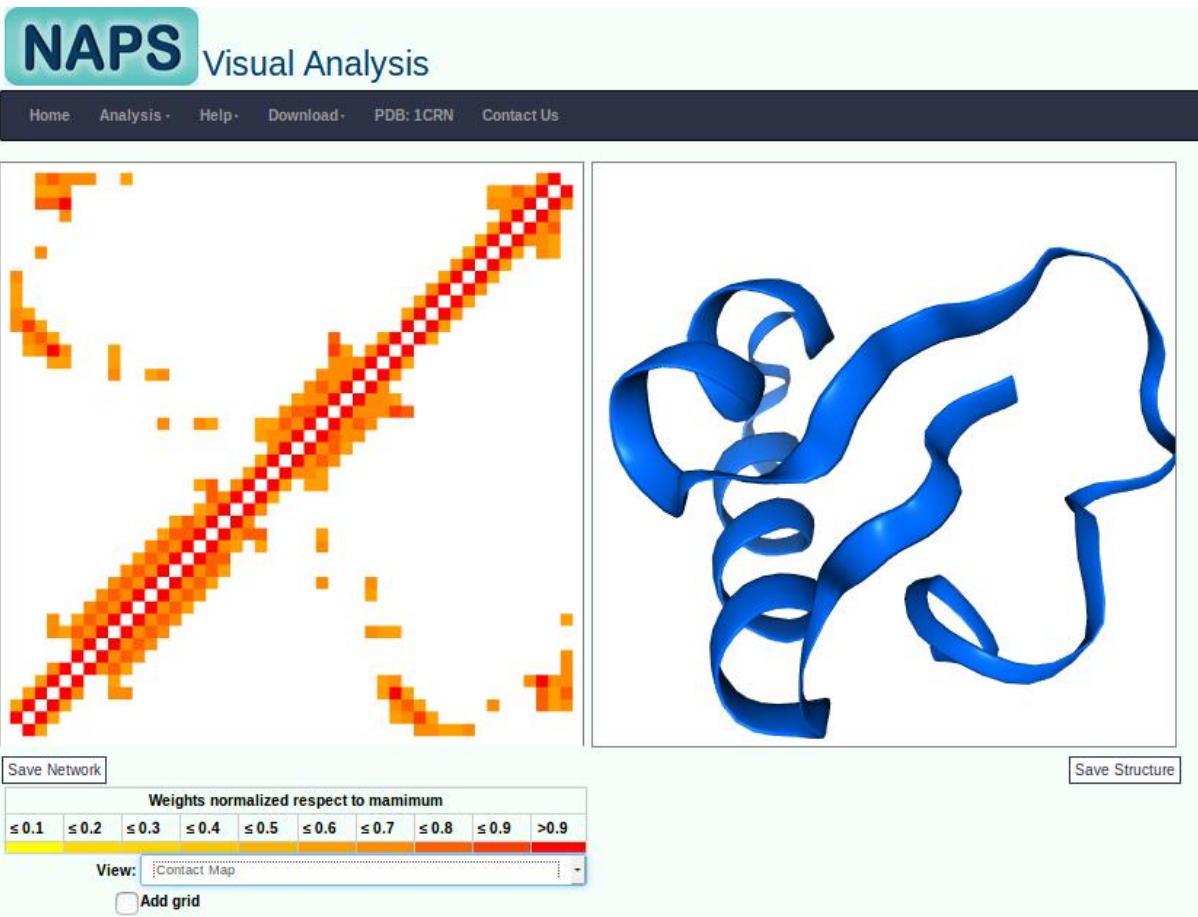 NAPS Visual Analysis
Home Analysis Help Download PDB: 1CRN Contact Us
Save Network Save Structure
Weights normalized respect to mamimum
≤ 0.1 ≤ 0.2 ≤ 0.3 ≤ 0.4 ≤ 0.5 ≤ 0.6 ≤ 0.7 ≤ 0.8 ≤ 0.9 >0.9
View: Contact Map
Add grid